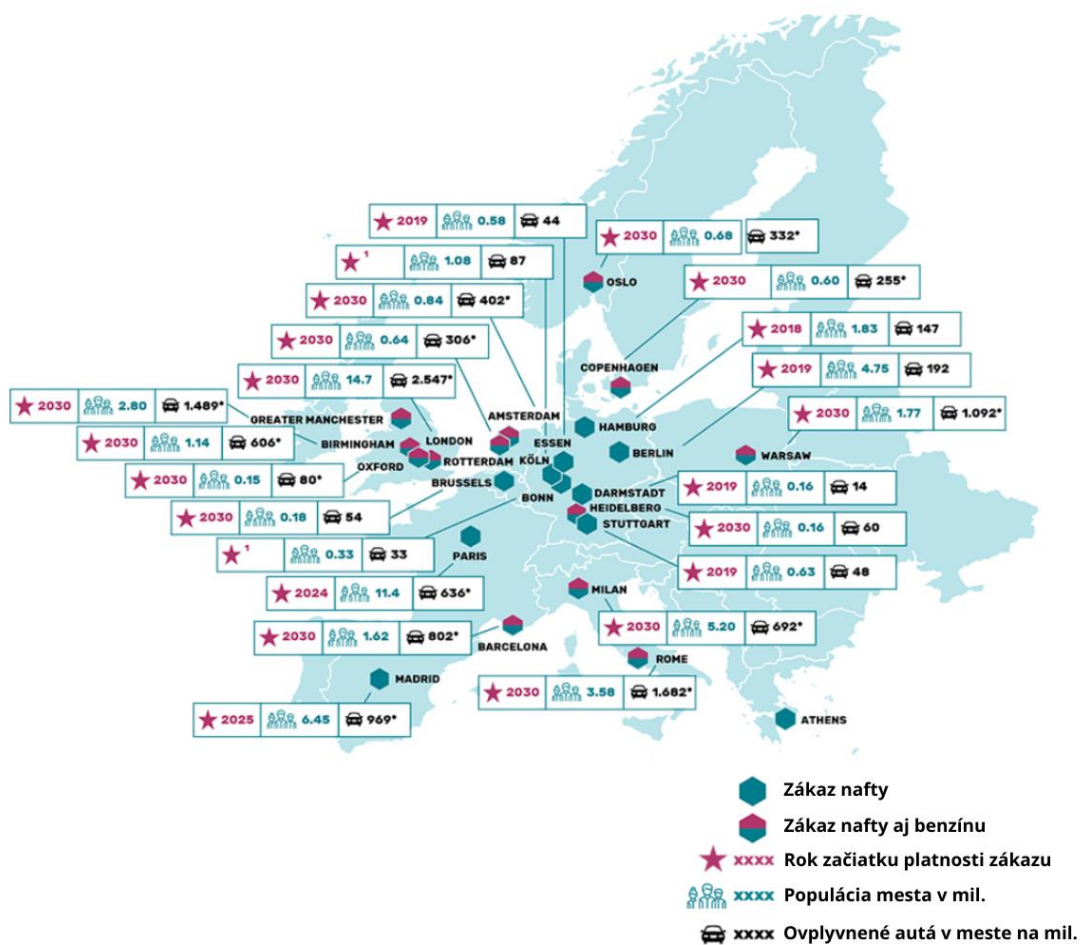 2019 0.58 44
2030 0.68 332*
1 1.08 87
2030 0.60 255*
OSLO
2030 0.84 402*
2018 1.83 147
2030 0.64 306*
2019 4.75 192
COPENHAGEN
2030 14.7 2.547*
2030 2.80 1.489*
2030 1.77 1.092*
GREATER MANCHESTER
AMSTERDAM
HAMBURG
2030 1.14 606*
BIRMINGHAM
LONDON
ESSEN
BERLIN
WARSAW
OXFORD
ROTTERDAM
KÖLN
2030 0.15 80*
BRUSSELS
2019 0.16 14
BONN
DARMSTADT
HEIDELBERG
2030 0.18 54
STUTTGART
2030 0.16 60
1 0.33 33
PARIS
2019 0.63 48
2024 11.4 636*
MILAN
2030 1.62 802*
2030 5.20 692*
BARCELONA
ROME
MADRID
2030 3.58 1.682*
2025 6.45 969*
ATHENS
Zákaz nafty
Zákaz nafty aj benzínu
xxxx Rok začiatku platnosti zákazu
xxxx Populácia mesta v mil.
xxxx Ovplyvnené autá v meste na mil.